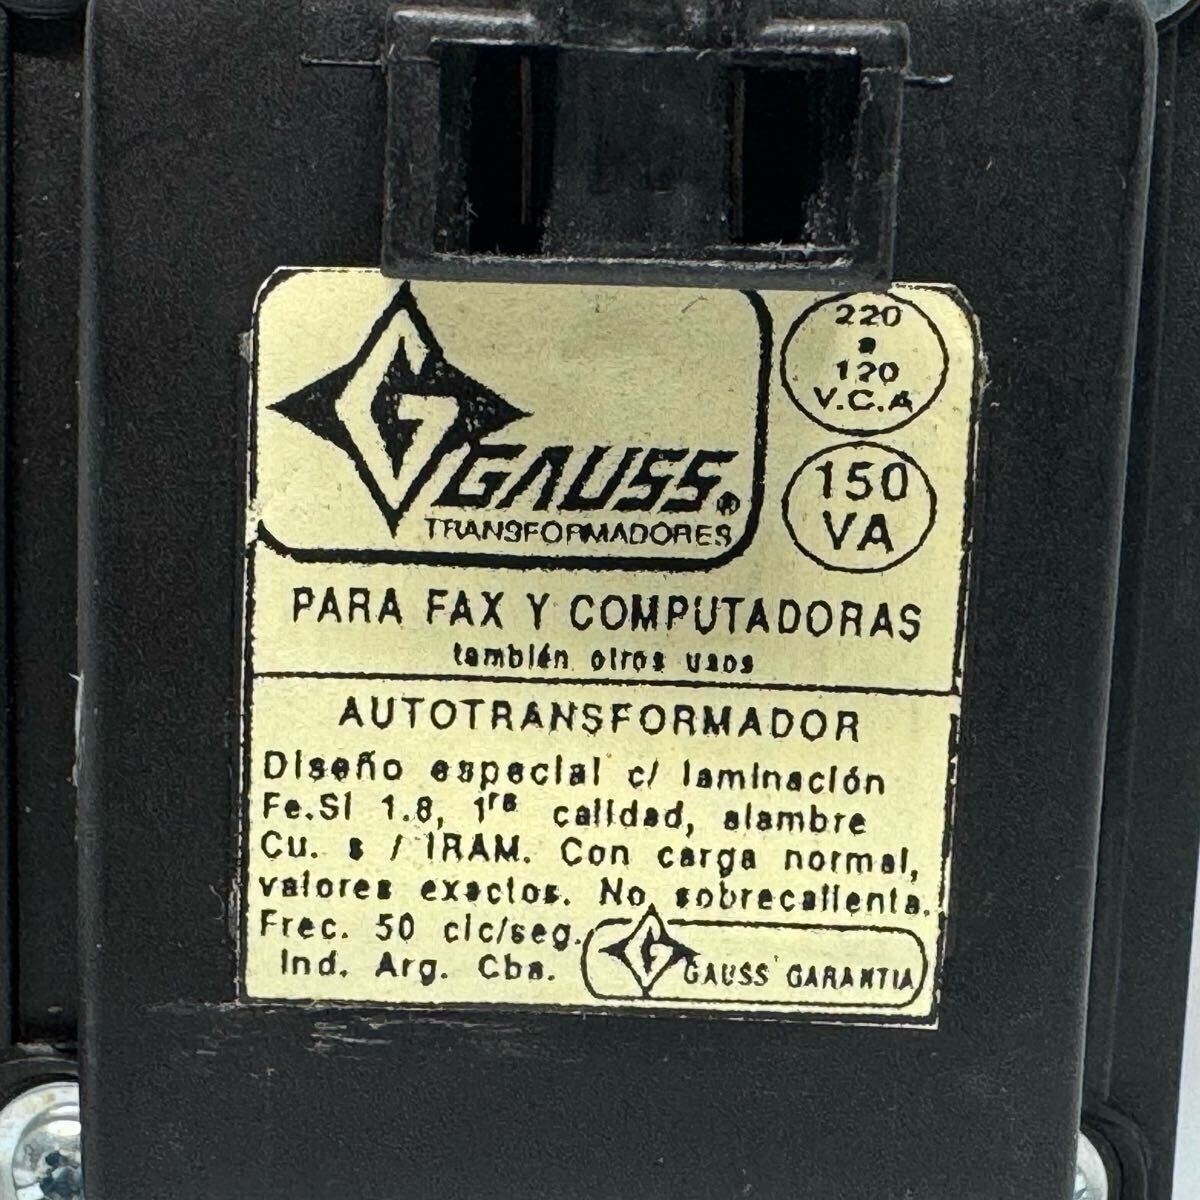 220
a
120
V.C.A
G
GAUSS®
TRANSFORMADORES
150
VA
PARA FAX Y COMPUTADORAS
también otros usos
AUTOTRANSFORMADOR
Diseño especial c/ laminación
Fe.Si 1.8, 1ra calidad, alambre
Cu. s / IRAM. Con carga normal,
valores exactos. No sobrecalienta.
Frec. 50 cic/seg.
Ind. Arg. Cba.
G GAUSS GARANTIA